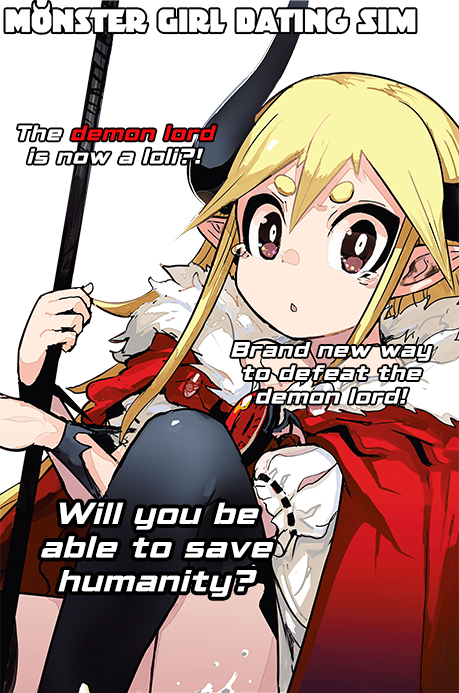 MONSTER GIRL DATING SIM
The demon lord
is now a loli?!
Brand new way
to defeat the
demon lord!
Will you be
able to save
humanity?